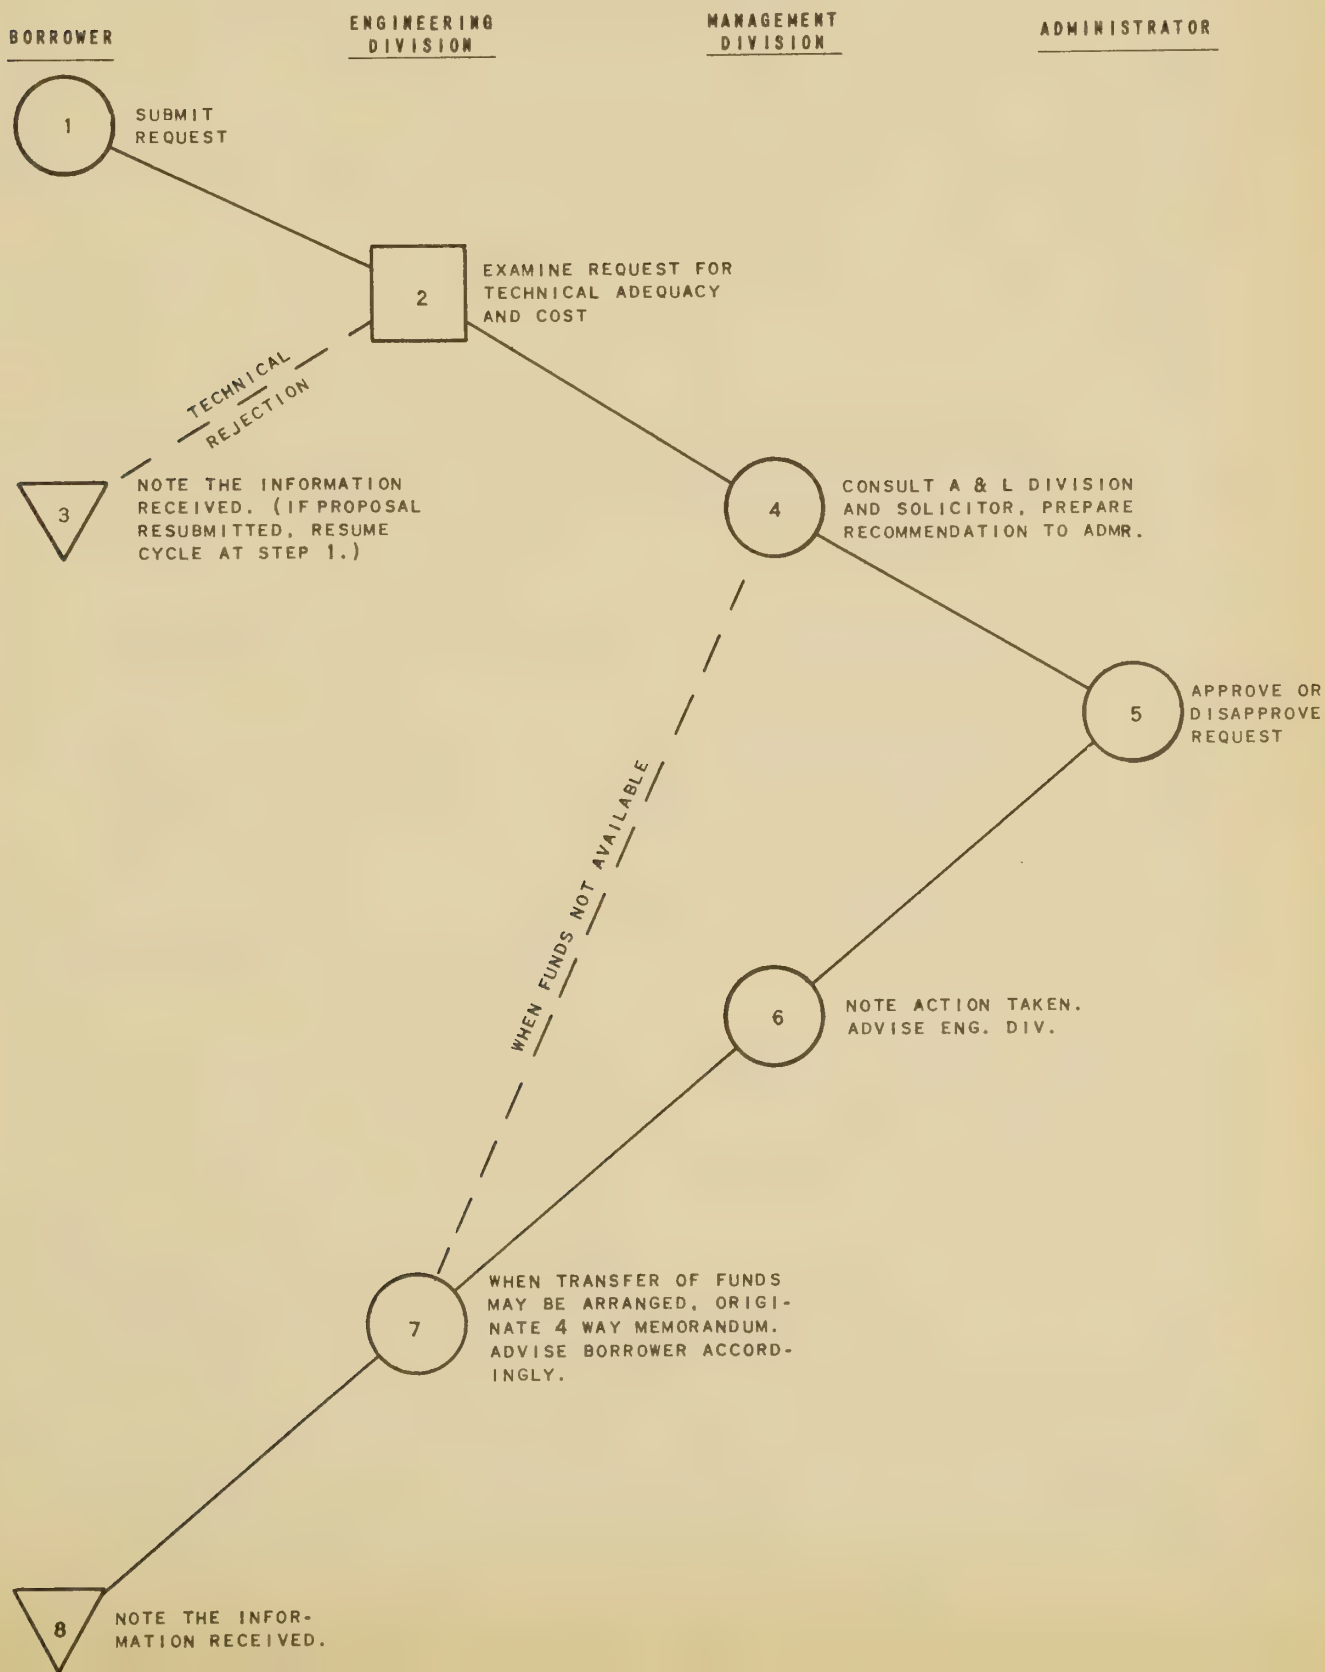 BORROWER
ENGINEERING
DIVISION
MANAGEMENT
DIVISION
ADMINISTRATOR
1
SUBMIT
REQUEST
2
EXAMINE REQUEST FOR
TECHNICAL ADEQUACY
AND COST
TECHNICAL
REJECTION
3
NOTE THE INFORMATION
RECEIVED. (IF PROPOSAL
RESUBMITTED, RESUME
CYCLE AT STEP 1.)
4
CONSULT A & L DIVISION
AND SOLICITOR, PREPARE
RECOMMENDATION TO ADMR.
5
APPROVE OR
DISAPPROVE
REQUEST
WHEN FUNDS NOT AVAILABLE
6
NOTE ACTION TAKEN.
ADVISE ENG. DIV.
7
WHEN TRANSFER OF FUNDS
MAY BE ARRANGED, ORIGI-
NATE 4 WAY MEMORANDUM.
ADVISE BORROWER ACCORD-
INGLY.
8
NOTE THE INFOR-
MATION RECEIVED.